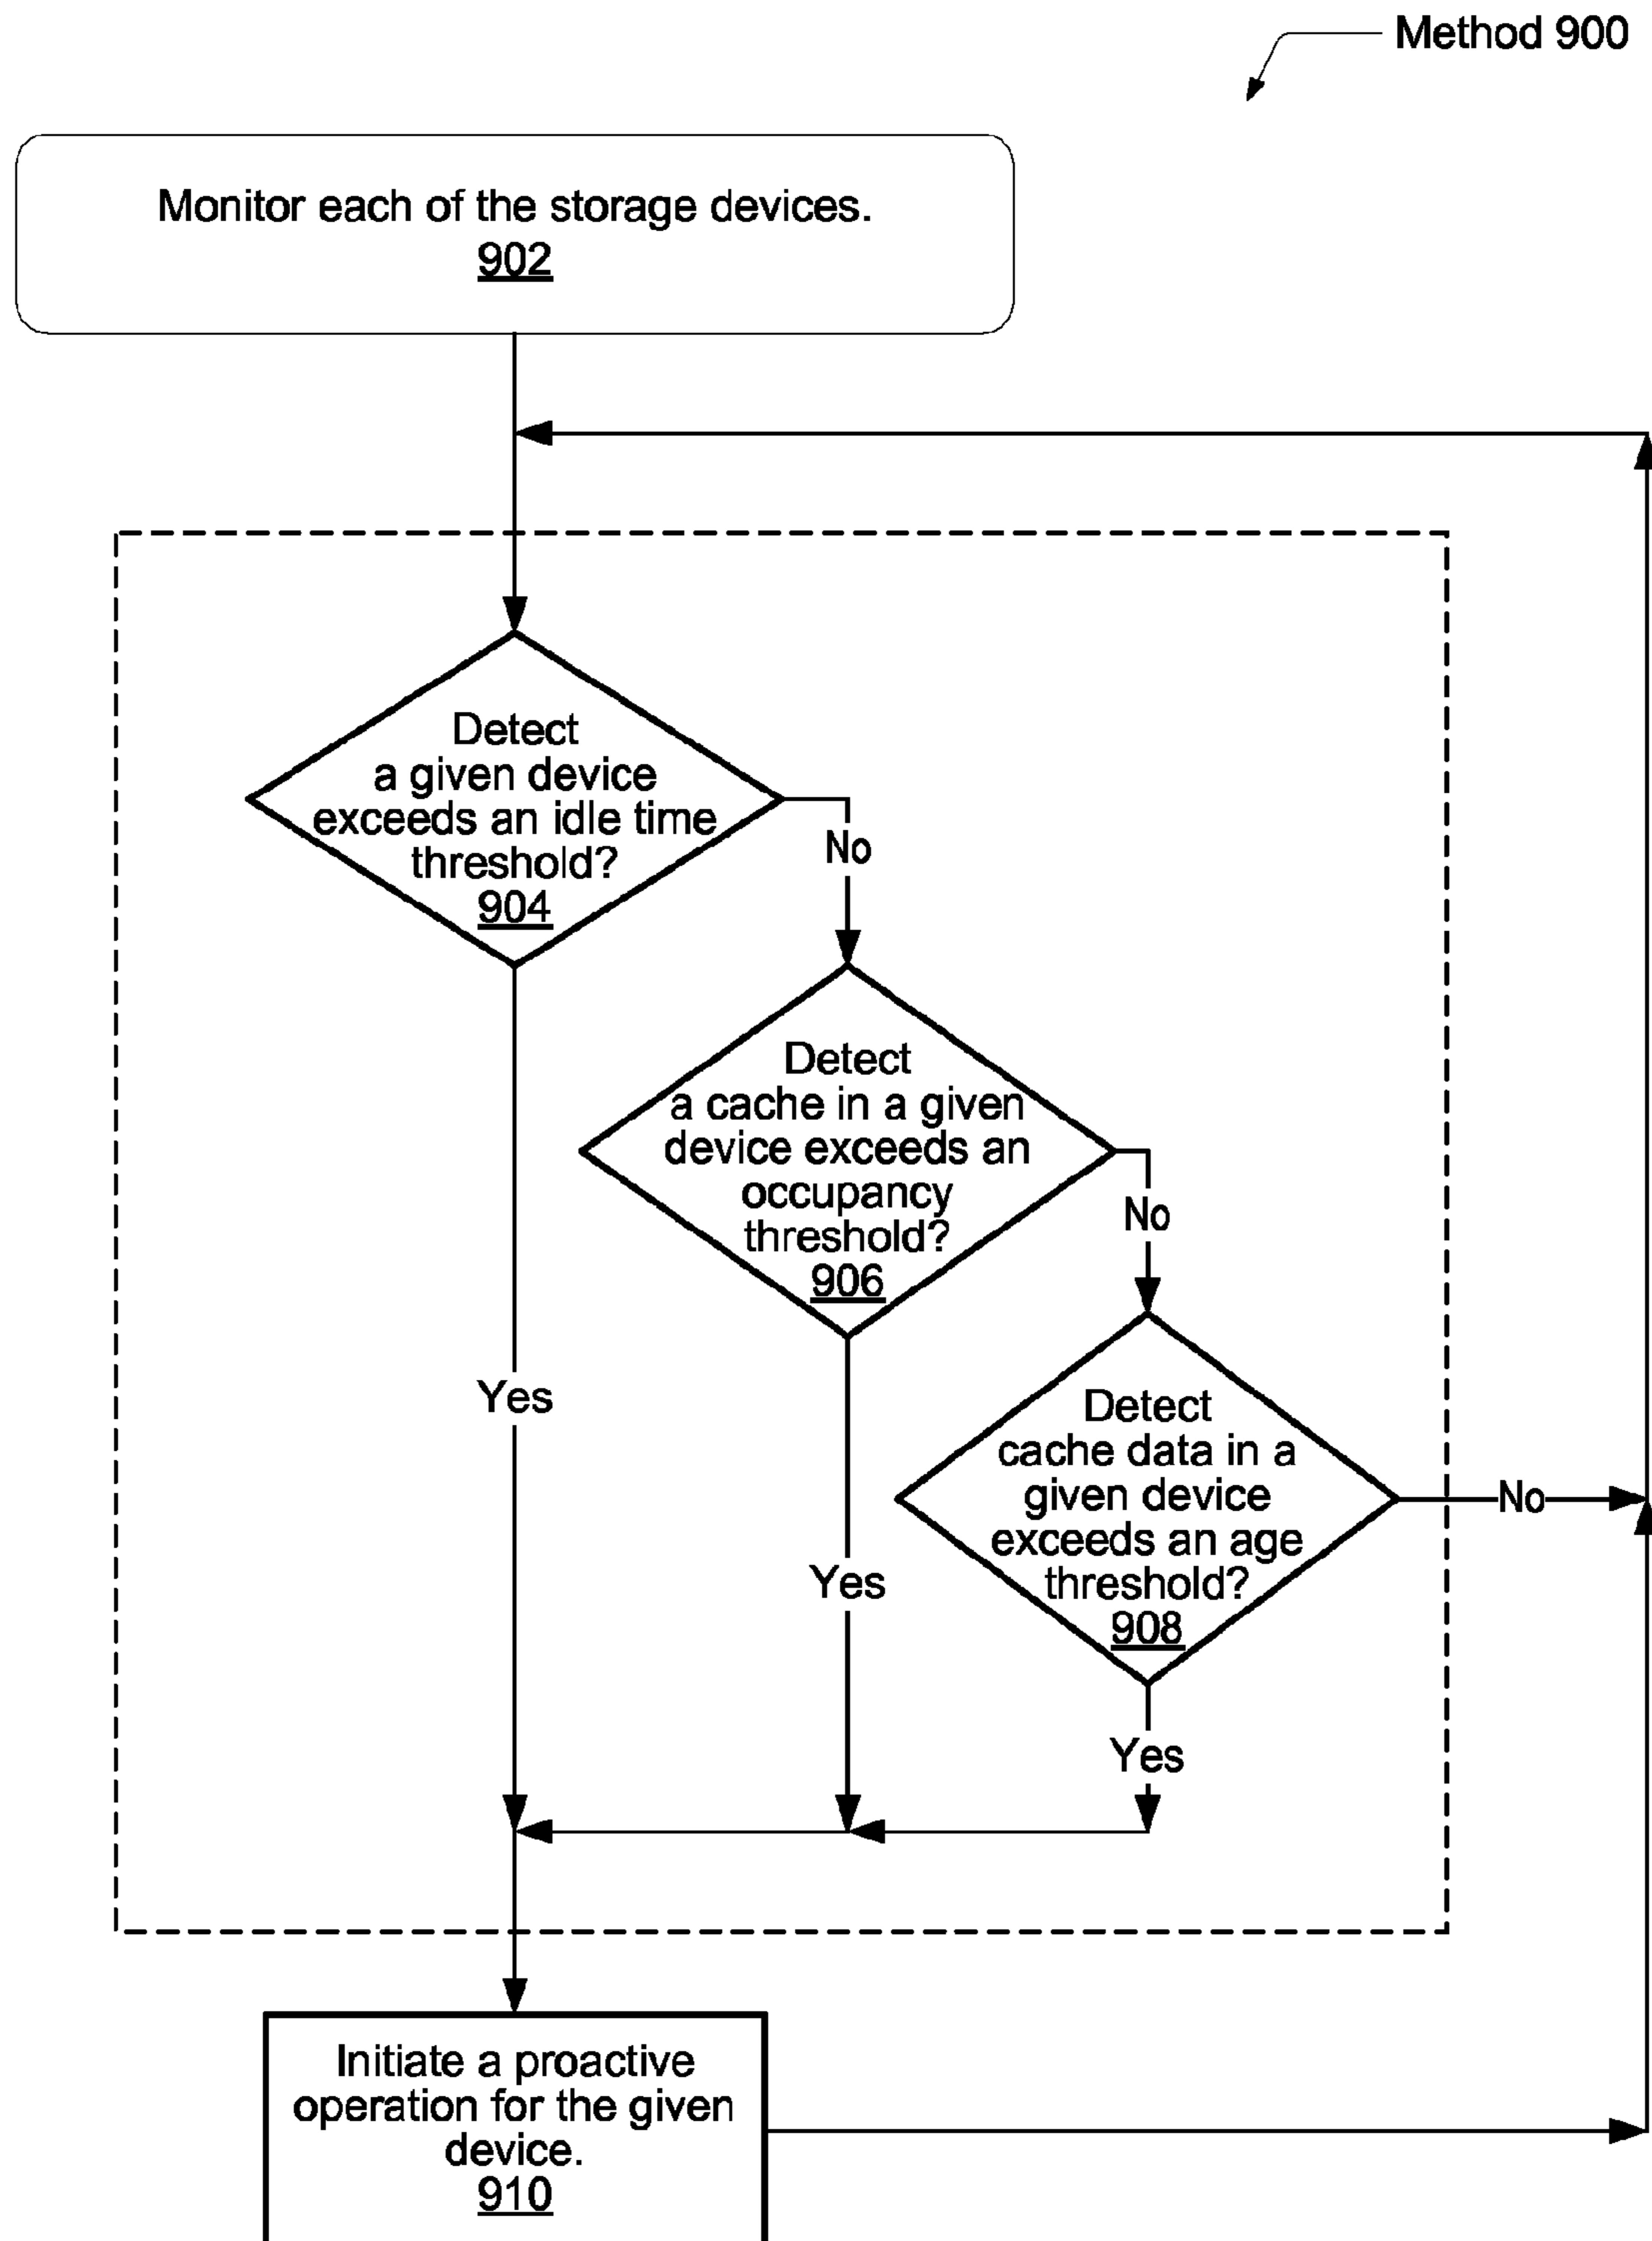 Method 900
Monitor each of the storage devices.
902
Detect
a given device
exceeds an idle time
threshold?
904
No
Detect
a cache in a given
device exceeds an
occupancy
threshold?
906
No
Detect
cache data in a
given device
exceeds an age
threshold?
908
No
Yes
Yes
Yes
Initiate a proactive
operation for the given
device.
910